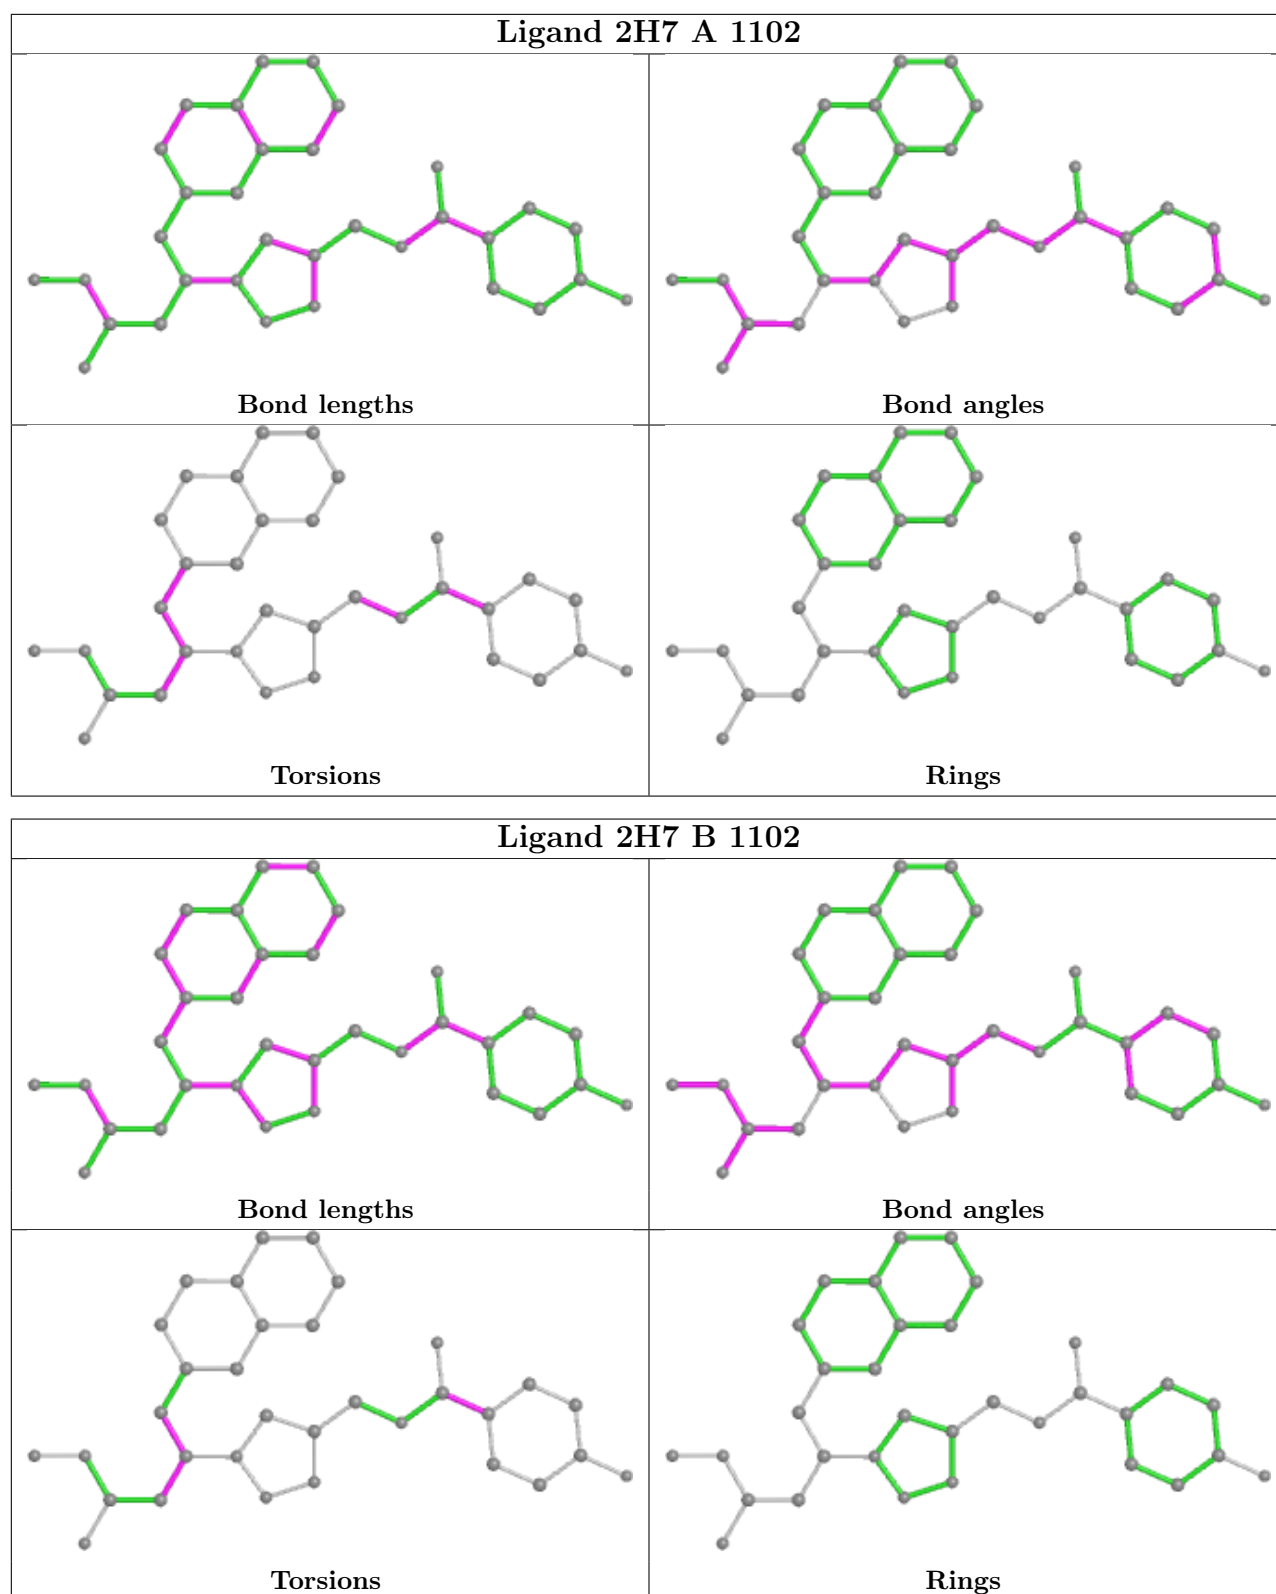 Ligand 2H7 A 1102
Bond lengths
Bond angles
Torsions
Rings
Ligand 2H7 B 1102
Bond lengths
Bond angles
Torsions
Rings